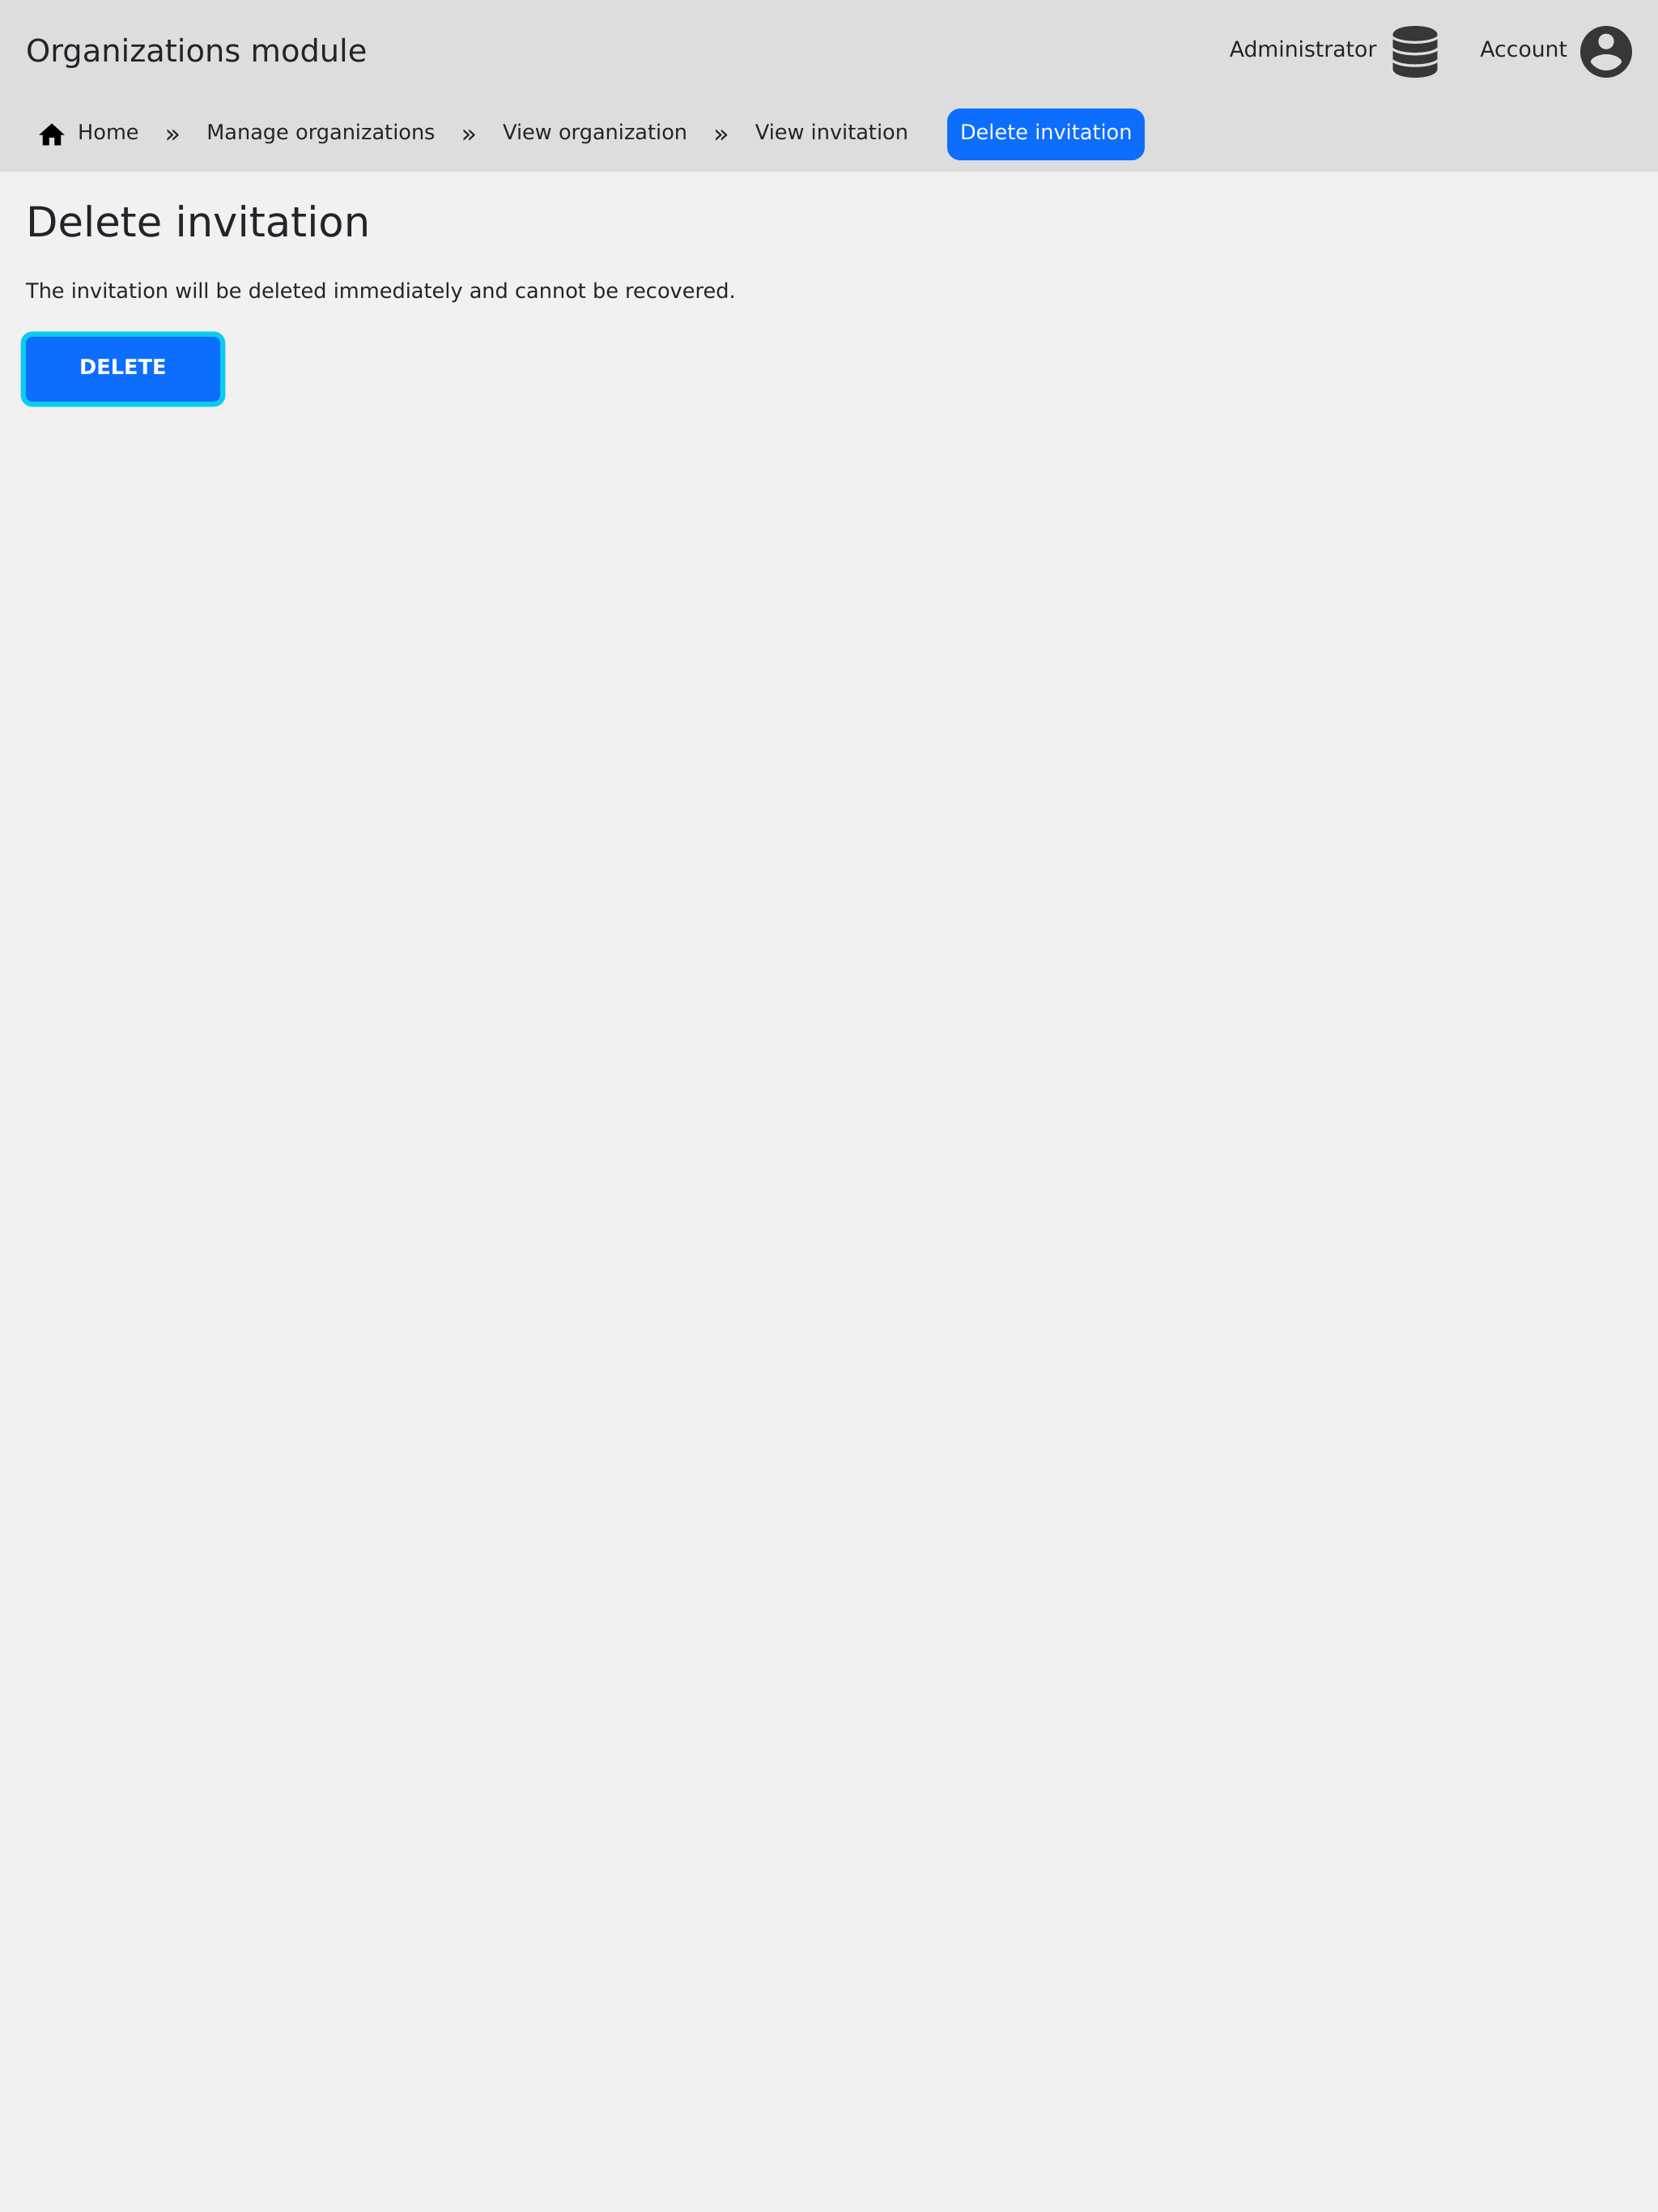 Organizations module
Administrator
Account
Home » Manage organizations » View organization » View invitation Delete invitation
Delete invitation
The invitation will be deleted immediately and cannot be recovered.
DELETE